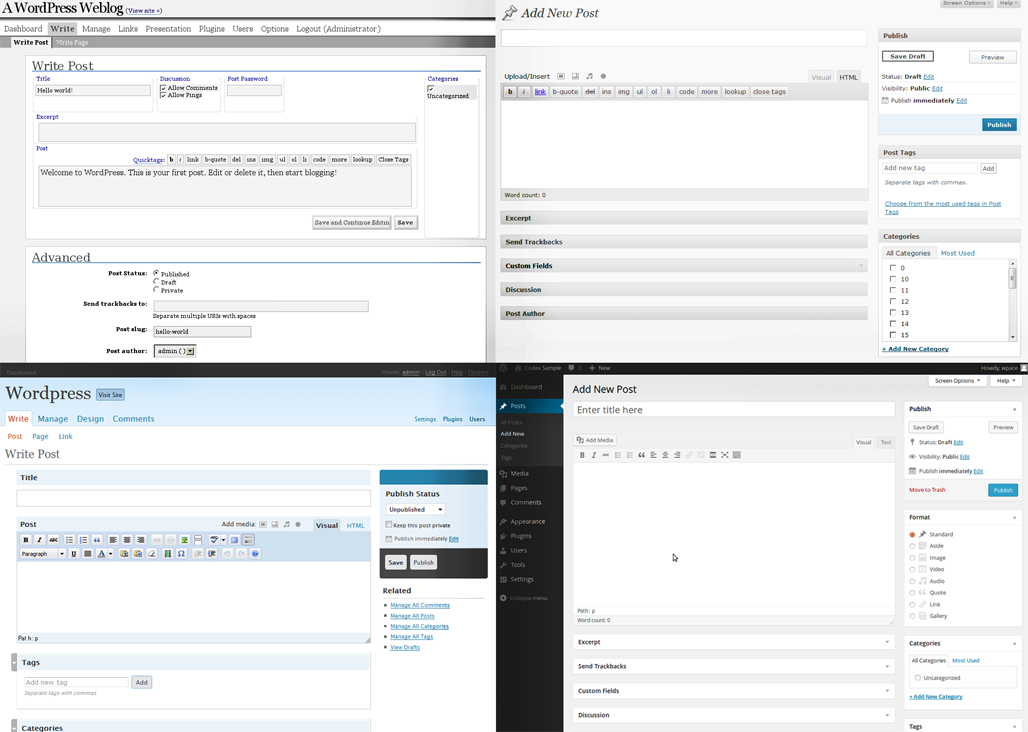 A WordPress Weblog (View site »)
Dashboard Write Manage Links Presentation Plugins Users Options Logout (Administrator )
Write Post Write Page
Write Post
Title Discussion Post Password Categories
Hello world! Allow Comments
Allow Pings Uncategorized
Excerpt
Post
Quicktags: b i link b-quote del ins img ul ol li code more lookup Close Tags
Welcome to WordPress. This is your first post. Edit or delete it, then start blogging!
Save and Continue Editin Save
Advanced
Post Status: Published
Draft
Private
Send trackbacks to:
Separate multiple URIs with spaces
Post slug: hello-world
Post author: admin ( )
Screen Options Help
Add New Post
Upload/Insert Visual HTML
b i link b-quote del ins img ul ol li code more lookup close tags
Word count: 0
Excerpt
Send Trackbacks
Custom Fields
Discussion
Post Author
Publish
Save Draft Preview
Status: Draft Edit
Visibility: Public Edit
Publish immediately Edit
Publish
Post Tags
Add new tag Add
Separate tags with commas.
Choose from the most used tags in Post
Tags
Categories
All Categories Most Used
0
10
11
12
13
14
15
+ Add New Category
Dashboard Howdy, admin | Log Out | Help | Forums
Wordpress Visit Site
Write Manage Design Comments Settings Plugins Users
Post Page Link
Write Post
Title
Post Add media: Visual HTML
B I ABC
Paragraph U A
Path: p
Tags
Add new tag Add
Separate tags with commas
Categories
Publish Status
Unpublished
Keep this post private
Publish immediately Edit
Save Publish
Related
Manage All Comments
Manage All Posts
Manage All Categories
Manage All Tags
View Drafts
Codex Sample 0 + New Howdy, wpace
Dashboard
Posts
All Posts
Add New
Categories
Tags
Media
Pages
Comments
Appearance
Plugins
Users
Tools
Settings
Collapse menu
Screen Options Help
Add New Post
Enter title here
Add Media Visual Text
B I ABC
Path: p
Word count: 0
Excerpt
Send Trackbacks
Custom Fields
Discussion
Publish
Save Draft Preview
Status: Draft Edit
Visibility: Public Edit
Publish immediately Edit
Move to Trash Publish
Format
Standard
Aside
Image
Video
Audio
Quote
Link
Gallery
Categories
All Categories Most Used
Uncategorized
+ Add New Category
Tags